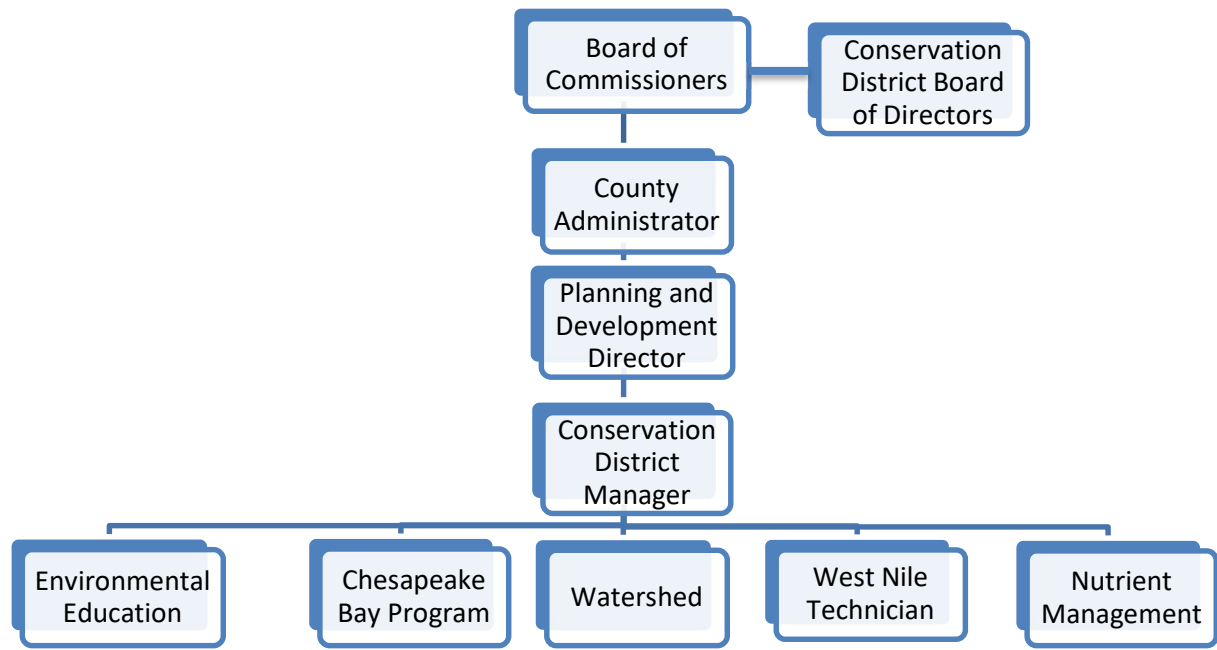 Board of
Commissioners
Conservation
District Board
of Directors
County
Administrator
Planning and
Development
Director
Conservation
District
Manager
Environmental
Education
Chesapeake
Bay Program
Watershed
West Nile
Technician
Nutrient
Management